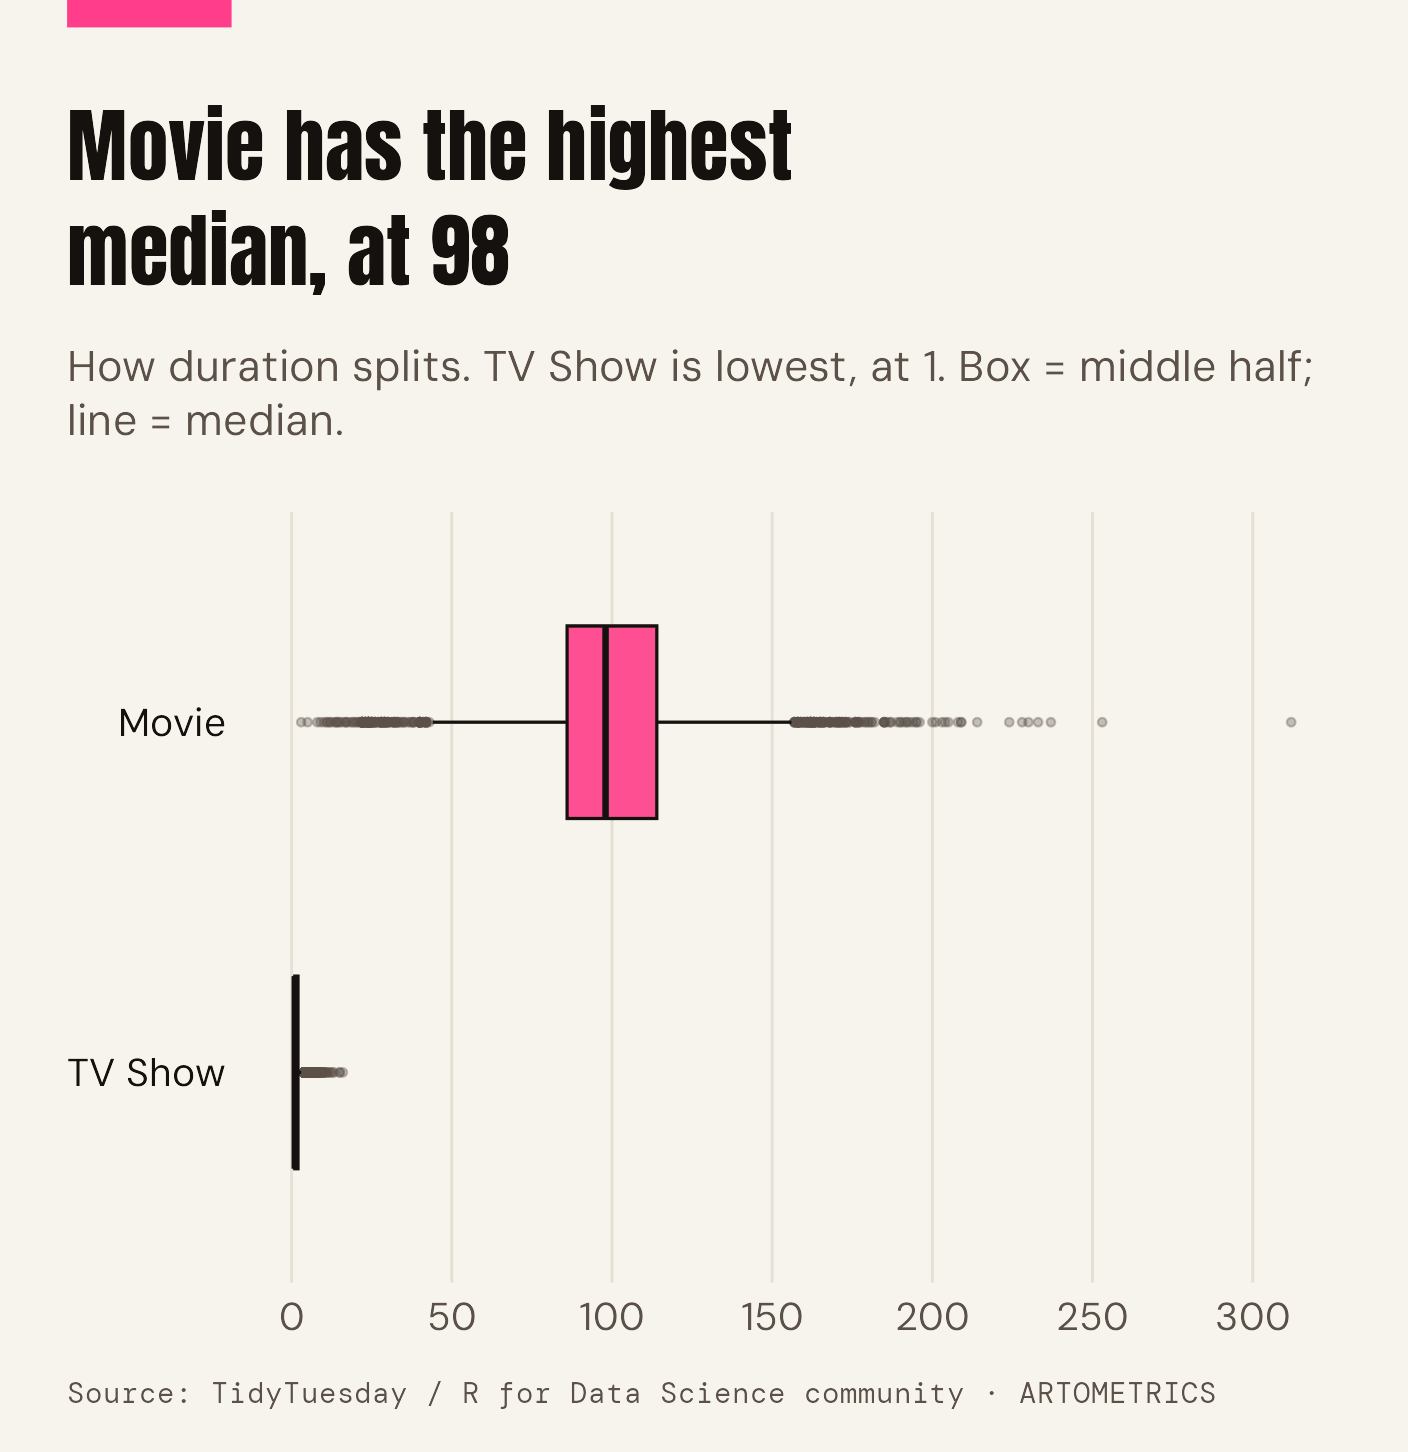 Movie has the highest
median, at 98
How duration splits. TV Show is lowest, at 1. Box = middle half;
line = median.
Movie
TV Show
0 50 100 150 200 250 300
Source: TidyTuesday / R for Data Science community · ARTOMETRICS